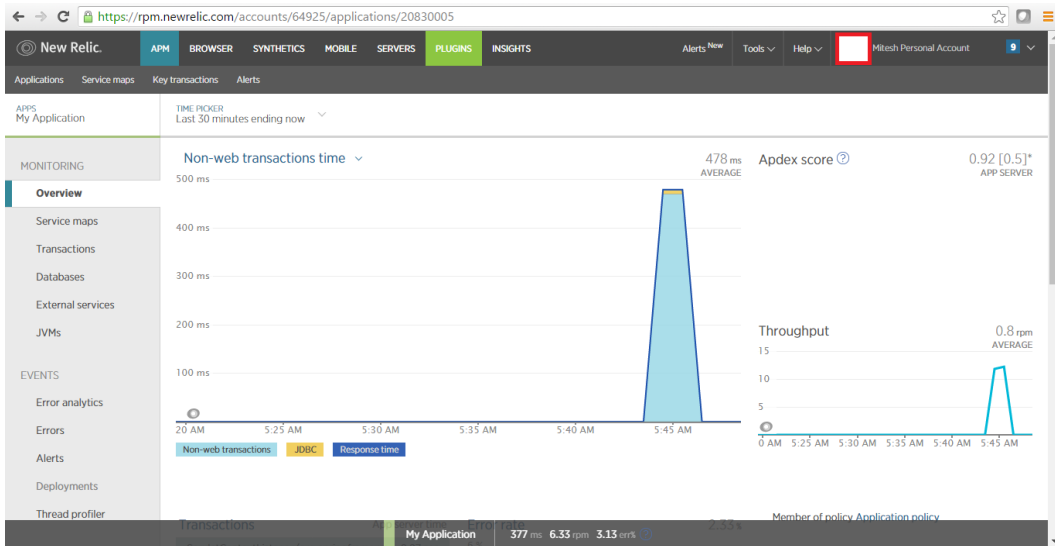 https://rpm.newrelic.com/accounts/64925/applications/20830005
New Relic. APM BROWSER SYNTHETICS MOBILE SERVERS PLUGINS INSIGHTS Alerts New Tools Help Mitesh Personal Account 9
Applications Service maps Key transactions Alerts
APPS
My Application
TIME PICKER
Last 30 minutes ending now
MONITORING
Overview
Service maps
Transactions
Databases
External services
JVMs
EVENTS
Error analytics
Errors
Alerts
Deployments
Thread profiler
Non-web transactions time
478 ms
AVERAGE
500 ms
400 ms
300 ms
200 ms
100 ms
20 AM 5:25 AM 5:30 AM 5:35 AM 5:40 AM 5:45 AM
Non-web transactions JDBC Response time
Apdex score ? 0.92 [0.5]*
APP SERVER
Throughput 0.8 rpm
AVERAGE
15
10
5
0 AM 5:25 AM 5:30 AM 5:35 AM 5:40 AM 5:45 AM
Transactions App server time Error rate 2.33
Member of policy Application policy
My Application 377 ms 6.33 rpm 3.13 err% ?